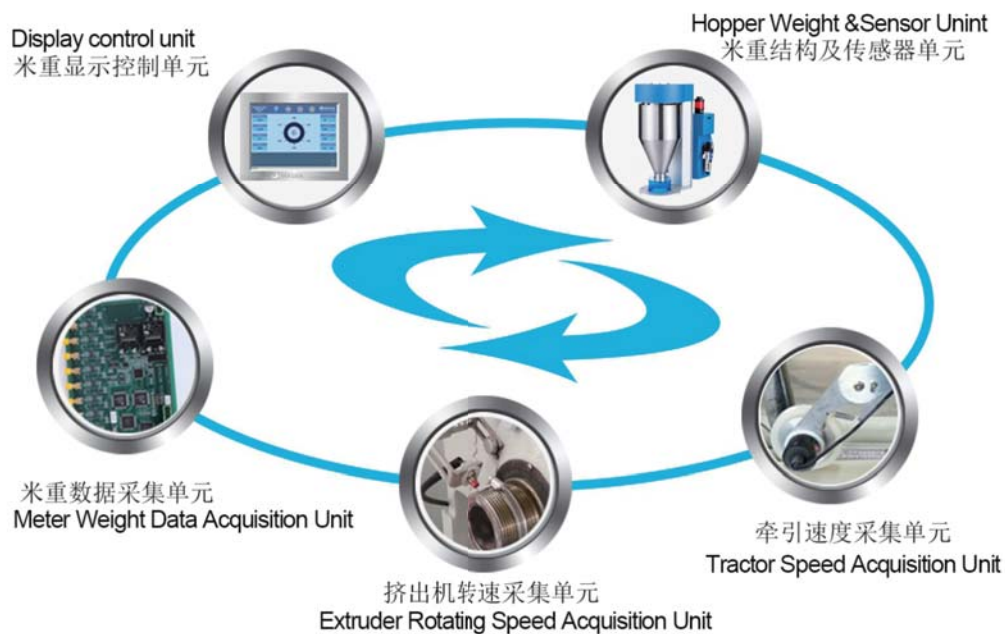 Display control unit
米重显示控制单元
Hopper Weight &Sensor Unint
米重结构及传感器单元
米重数据采集单元
Meter Weight Data Acquisition Unit
挤出机转速采集单元
Extruder Rotating Speed Acquisition Unit
牵引速度采集单元
Tractor Speed Acquisition Unit